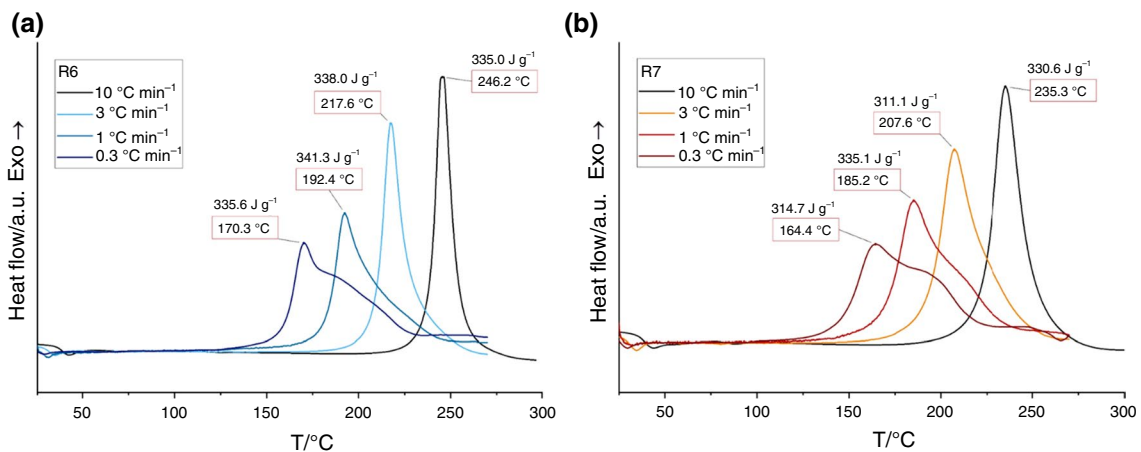 (a)
Heat flow/a.u. Exo →
R6
10 °C min⁻¹
3 °C min⁻¹
1 °C min⁻¹
0.3 °C min⁻¹
335.0 J g⁻¹
246.2 °C
338.0 J g⁻¹
217.6 °C
341.3 J g⁻¹
192.4 °C
335.6 J g⁻¹
170.3 °C
50 100 150 200 250 300
T/°C
(b)
Heat flow/a.u. Exo →
R7
10 °C min⁻¹
3 °C min⁻¹
1 °C min⁻¹
0.3 °C min⁻¹
330.6 J g⁻¹
235.3 °C
311.1 J g⁻¹
207.6 °C
335.1 J g⁻¹
185.2 °C
314.7 J g⁻¹
164.4 °C
50 100 150 200 250 300
T/°C